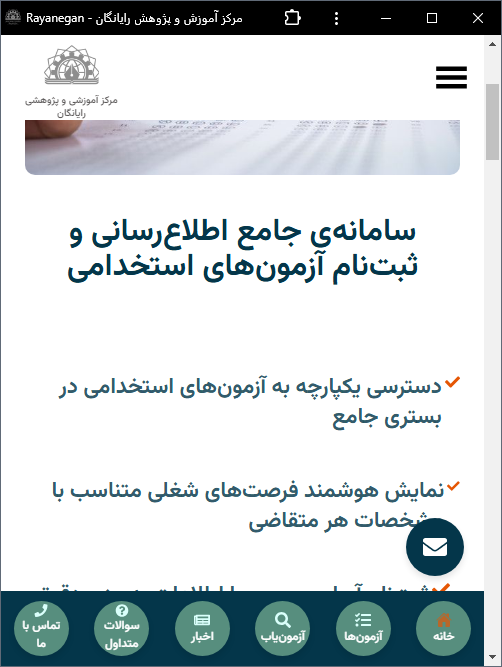 Rayanegan - مرکز آموزش و پژوهش رایانگان
مرکز آموزشی و پژوهشی
رایانگان
سامانه‌ی جامع اطلاع‌رسانی و
ثبت‌نام آزمون‌های استخدامی
دسترسی یکپارچه به آزمون‌های استخدامی در
بستری جامع
نمایش هوشمند فرصت‌های شغلی متناسب با
هر متقاضی
خانه
آزمون‌ها
آزمون‌یاب
اخبار
سوالات
متداول
تماس با
ما